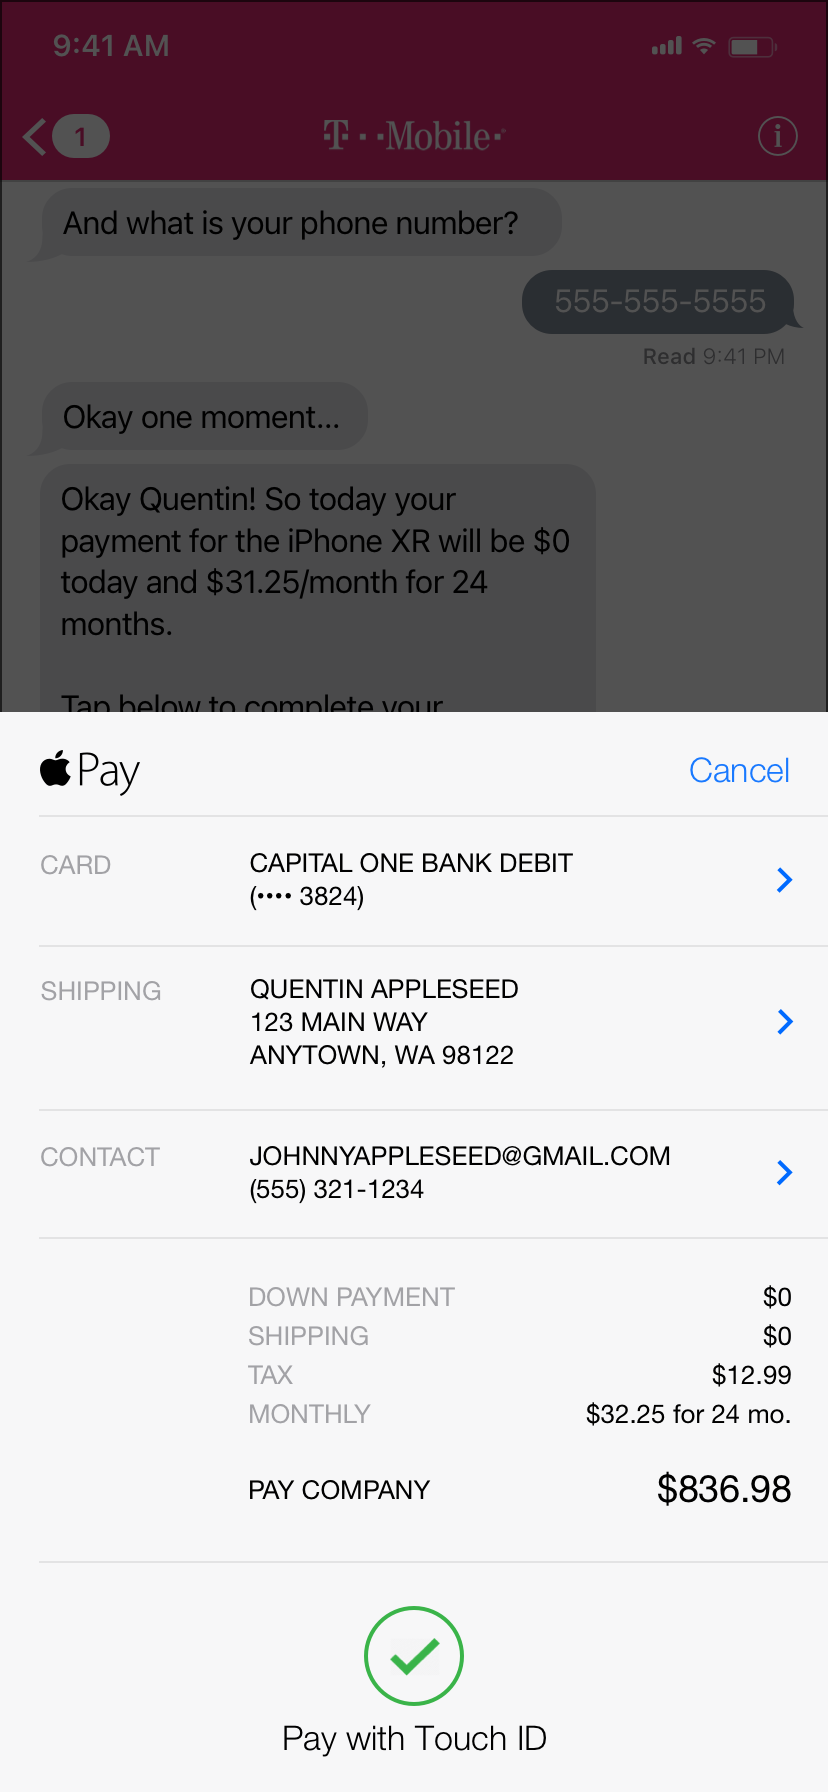 9:41 AM
1
T··Mobile·
And what is your phone number?
555-555-5555
Read 9:41 PM
Okay one moment...
Okay Quentin! So today your
payment for the iPhone XR will be $0
today and $31.25/month for 24
months.
Tap below to complete your
Pay
Cancel
CARD
CAPITAL ONE BANK DEBIT
(•••• 3824)
SHIPPING
QUENTIN APPLESEED
123 MAIN WAY
ANYTOWN, WA 98122
CONTACT
JOHNNYAPPLESEED@GMAIL.COM
(555) 321-1234
DOWN PAYMENT $0
SHIPPING $0
TAX $12.99
MONTHLY $32.25 for 24 mo.
PAY COMPANY $836.98
Pay with Touch ID